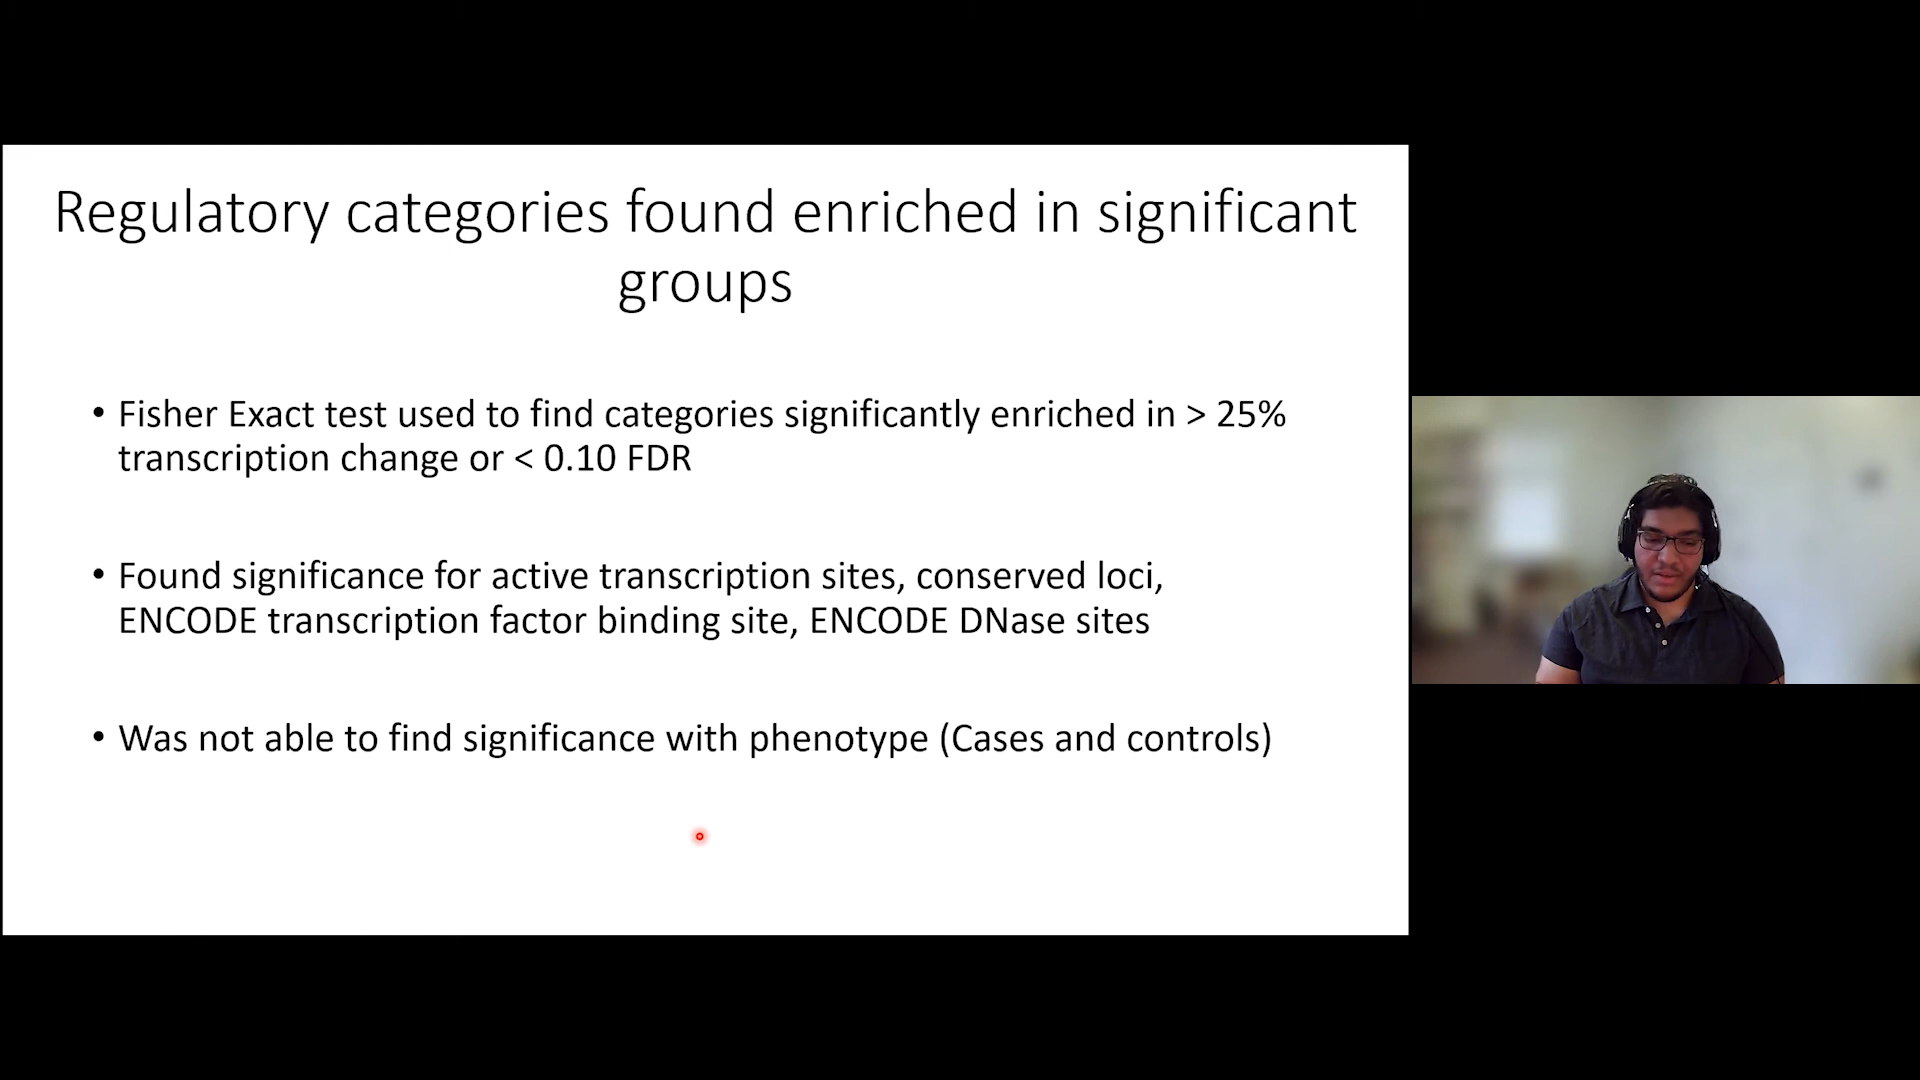 Regulatory categories found enriched in significant
groups
• Fisher Exact test used to find categories significantly enriched in > 25%
transcription change or < 0.10 FDR
• Found significance for active transcription sites, conserved loci,
ENCODE transcription factor binding site, ENCODE DNase sites
• Was not able to find significance with phenotype (Cases and controls)